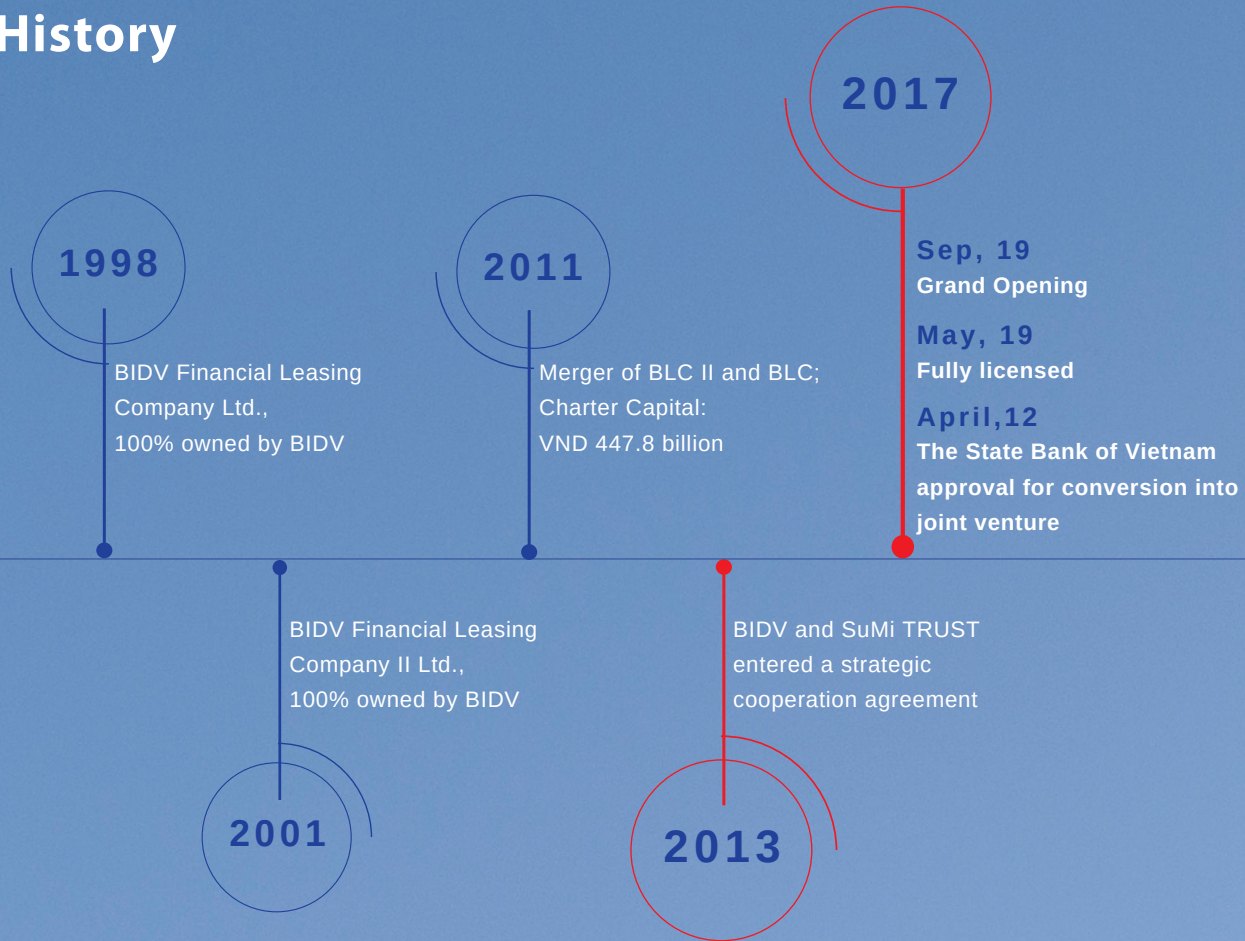 History
1998
BIDV Financial Leasing
Company Ltd.,
100% owned by BIDV
2001
BIDV Financial Leasing
Company II Ltd.,
100% owned by BIDV
2011
Merger of BLC II and BLC;
Charter Capital:
VND 447.8 billion
2013
BIDV and SuMi TRUST
entered a strategic
cooperation agreement
2017
Sep, 19
Grand Opening
May, 19
Fully licensed
April,12
The State Bank of Vietnam
approval for conversion into
joint venture